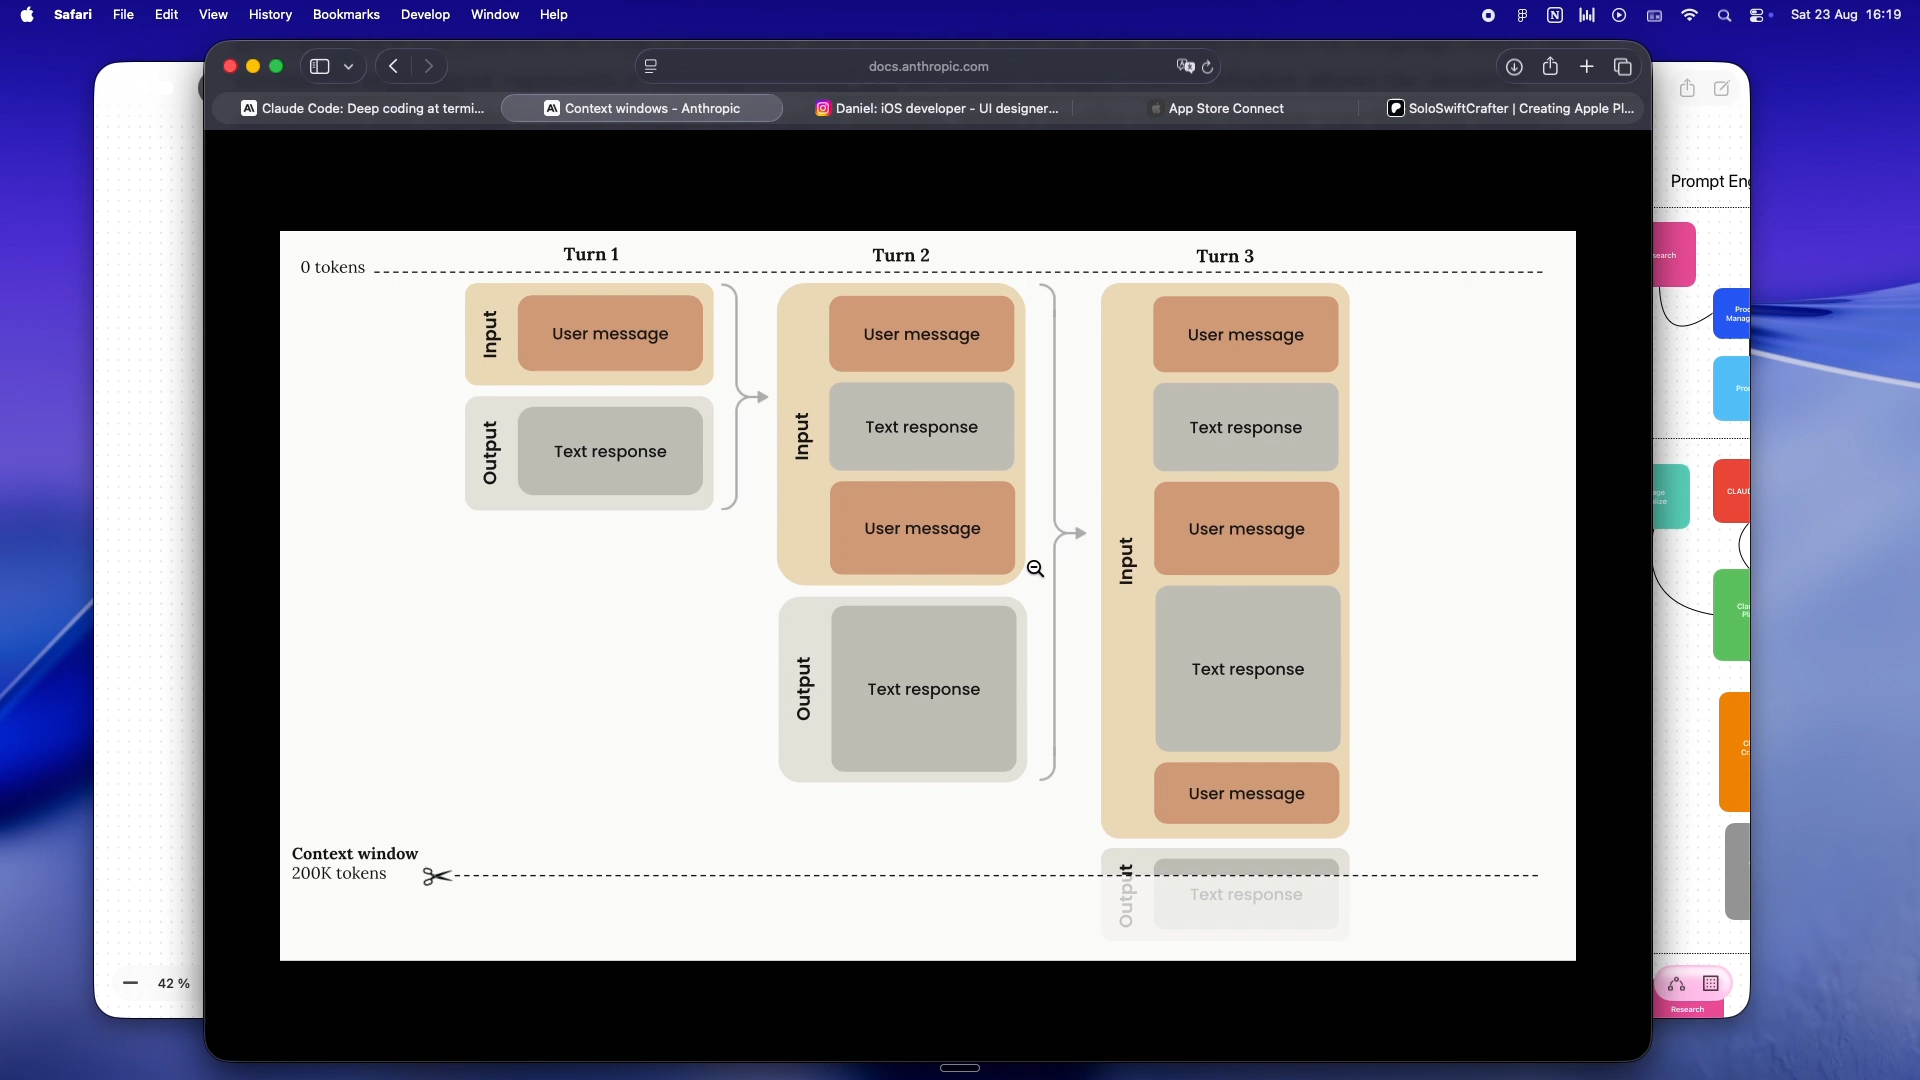 Safari File Edit View History Bookmarks Develop Window Help
Sat 23 Aug 16:19
docs.anthropic.com
Claude Code: Deep coding at termi...
Context windows - Anthropic
Daniel: iOS developer - UI designer...
App Store Connect
SoloSwiftCrafter | Creating Apple Pl...
Turn 1
Turn 2
Turn 3
0 tokens
Input
User message
Output
Text response
Input
User message
Text response
User message
Output
Text response
Input
User message
Text response
User message
Text response
User message
Output
Text response
Context window
200K tokens
42 %
Prompt Eng
search
Manag
CLAUD
Research